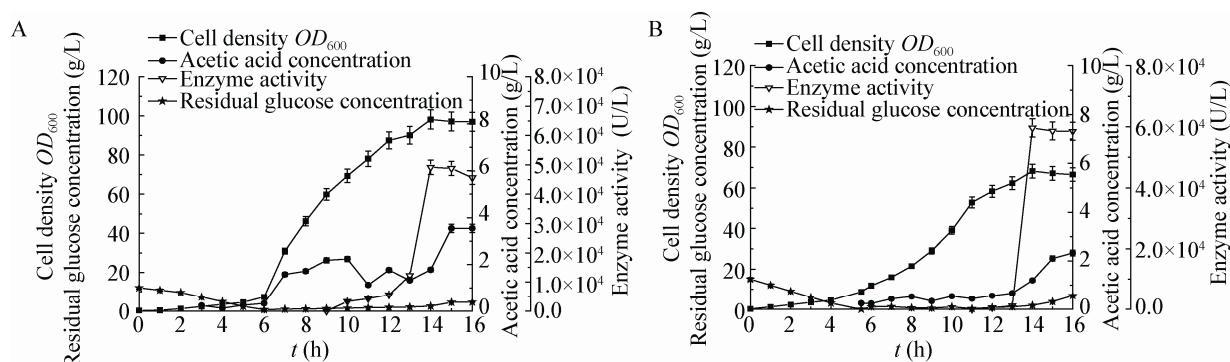 A
Cell density OD600
Acetic acid concentration
Enzyme activity
Residual glucose concentration
Cell density OD600
Residual glucose concentration (g/L)
120
100
80
60
40
20
0
0 2 4 6 8 10 12 14 16
t (h)
10
8
6
4
2
0
Acetic acid concentration (g/L)
8.0×10⁴
7.0×10⁴
6.0×10⁴
5.0×10⁴
4.0×10⁴
3.0×10⁴
2.0×10⁴
1.0×10⁴
0.0
Enzyme activity (U/L)
B
Cell density OD600
Acetic acid concentration
Enzyme activity
Residual glucose concentration
Cell density OD600
Residual glucose concentration (g/L)
120
100
80
60
40
20
0
0 2 4 6 8 10 12 14 16
t (h)
10
8
6
4
2
0
Acetic acid concentration (g/L)
8.0×10⁴
6.0×10⁴
4.0×10⁴
2.0×10⁴
0.0
Enzyme activity (U/L)